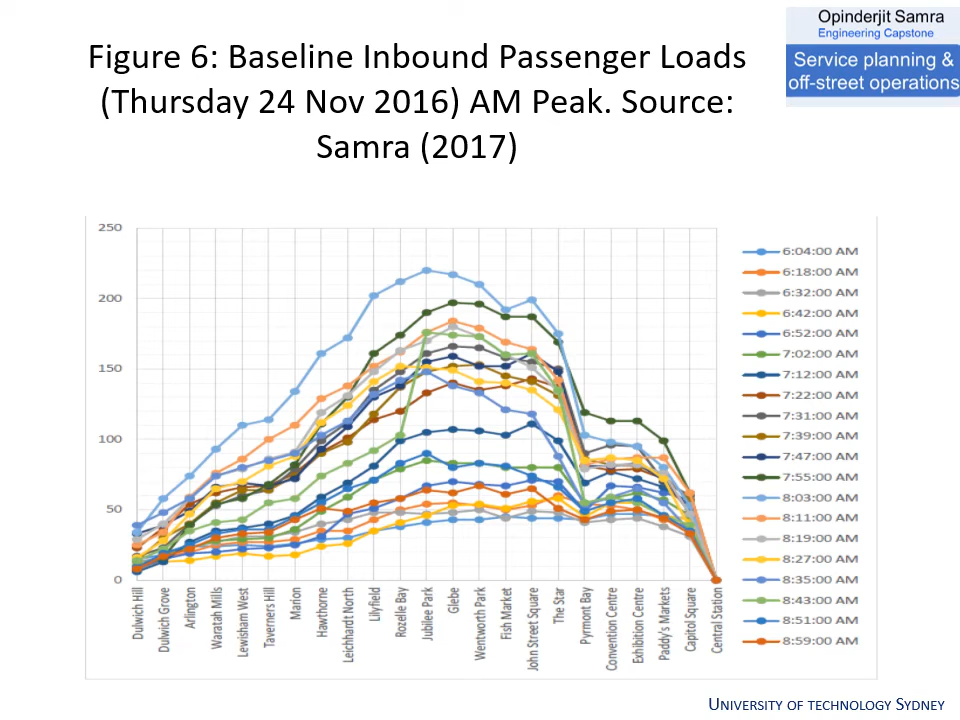 Opinderjit Samra
Engineering Capstone
Service planning &
off-street operations
Figure 6: Baseline Inbound Passenger Loads
(Thursday 24 Nov 2016) AM Peak. Source:
Samra (2017)
250
200
150
100
50
0
Dulwich Hill
Dulwich Grove
Arlington
Waratah Mills
Lewisham West
Taverners Hill
Marion
Hawthorne
Leichhardt North
Lilyfield
Rozelle Bay
Jubilee Park
Glebe
Wentworth Park
Fish Market
John Street Square
The Star
Pyrmont Bay
Convention Centre
Exhibition Centre
Paddy's Markets
Capitol Square
Central Station
6:04:00 AM
6:18:00 AM
6:32:00 AM
6:42:00 AM
6:52:00 AM
7:02:00 AM
7:12:00 AM
7:22:00 AM
7:31:00 AM
7:39:00 AM
7:47:00 AM
7:55:00 AM
8:03:00 AM
8:11:00 AM
8:19:00 AM
8:27:00 AM
8:35:00 AM
8:43:00 AM
8:51:00 AM
8:59:00 AM
UNIVERSITY OF TECHNOLOGY SYDNEY